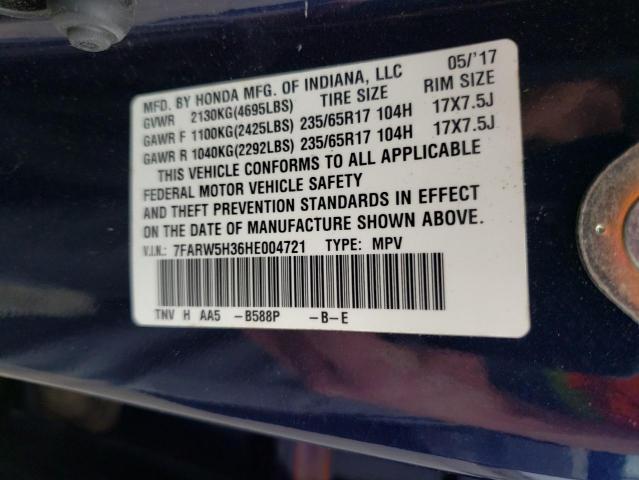 MFD. BY HONDA MFG. OF INDIANA, LLC 05/'17
GVWR 2130KG(4695LBS) TIRE SIZE RIM SIZE
GAWR F 1100KG(2425LBS) 235/65R17 104H 17X7.5J
GAWR R 1040KG(2292LBS) 235/65R17 104H 17X7.5J
THIS VEHICLE CONFORMS TO ALL APPLICABLE
FEDERAL MOTOR VEHICLE SAFETY
AND THEFT PREVENTION STANDARDS IN EFFECT
ON THE DATE OF MANUFACTURE SHOWN ABOVE.
V.I.N.: 7FARW5H36HE004721 TYPE: MPV
TNV H AA5 -B588P -B-E